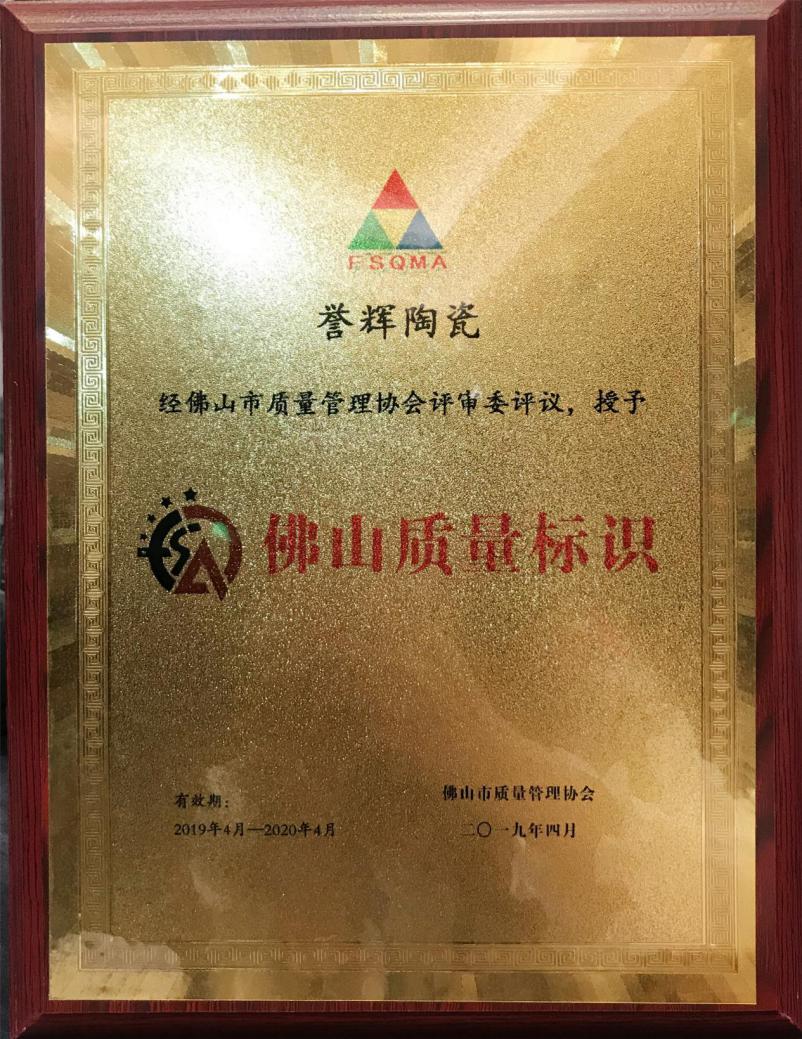 FSQMA
誉辉陶瓷
经佛山市质量管理协会评审委评议，授予
佛山质量标识
有效期：
2019年4月—2020年4月
佛山市质量管理协会
二〇一九年四月